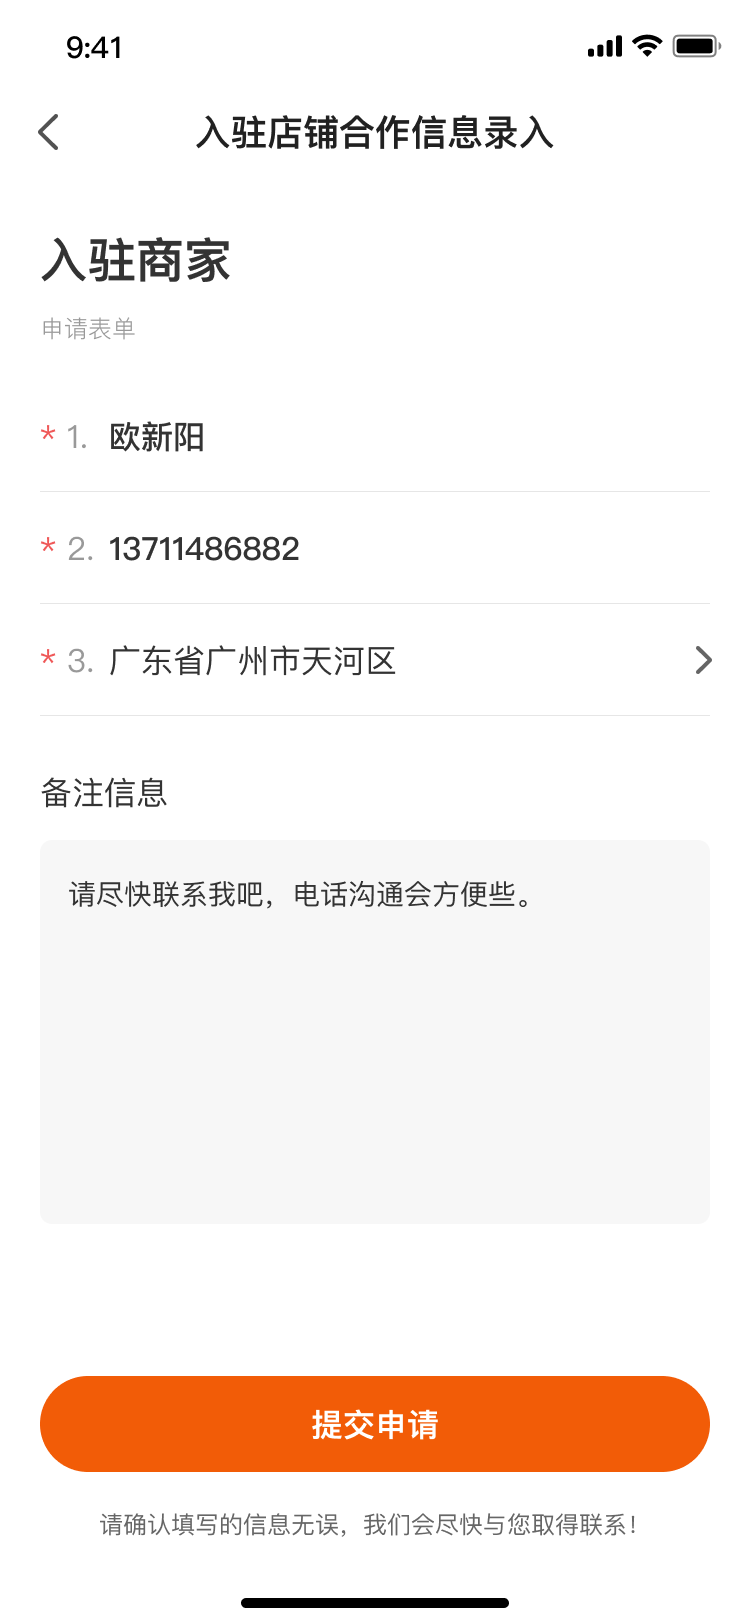 9:41
入驻店铺合作信息录入
入驻商家
申请表单
* 1. 欧新阳
* 2. 13711486882
* 3. 广东省广州市天河区
备注信息
请尽快联系我吧，电话沟通会方便些。
提交申请
请确认填写的信息无误，我们会尽快与您取得联系！